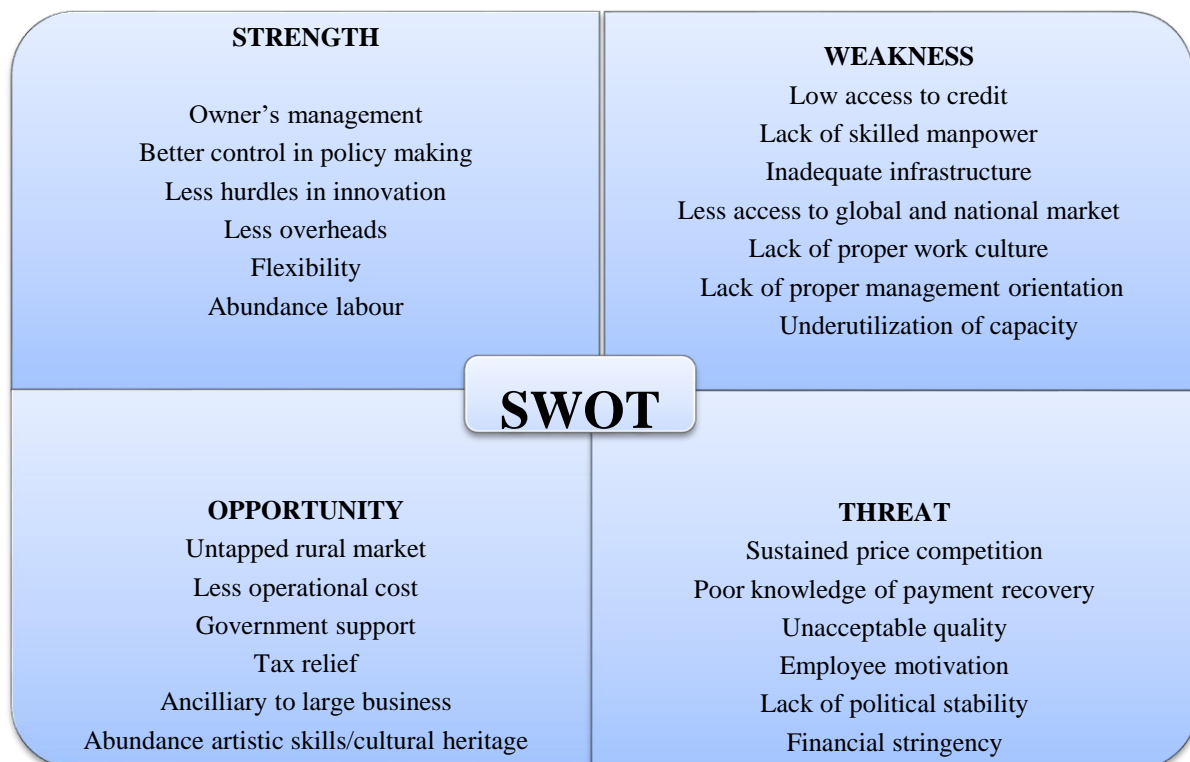 STRENGTH
Owner’s management
Better control in policy making
Less hurdles in innovation
Less overheads
Flexibility
Abundance labour
WEAKNESS
Low access to credit
Lack of skilled manpower
Inadequate infrastructure
Less access to global and national market
Lack of proper work culture
Lack of proper management orientation
Underutilization of capacity
SWOT
OPPORTUNITY
Untapped rural market
Less operational cost
Government support
Tax relief
Ancilliary to large business
Abundance artistic skills/cultural heritage
THREAT
Sustained price competition
Poor knowledge of payment recovery
Unacceptable quality
Employee motivation
Lack of political stability
Financial stringency